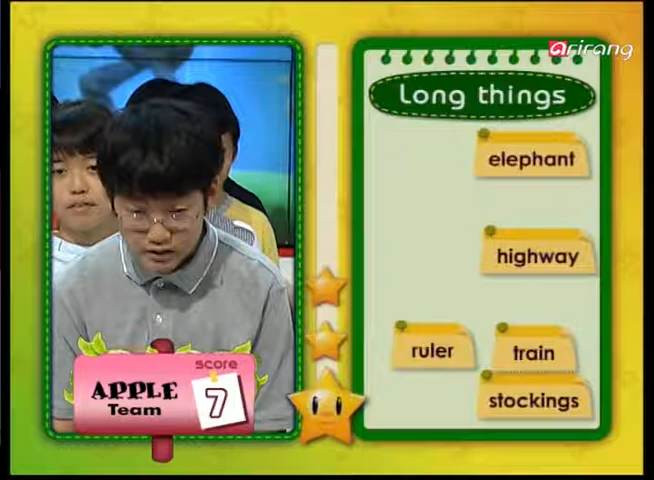 arirang
Long things
elephant
highway
ruler
train
stockings
score
APPLE
Team
7